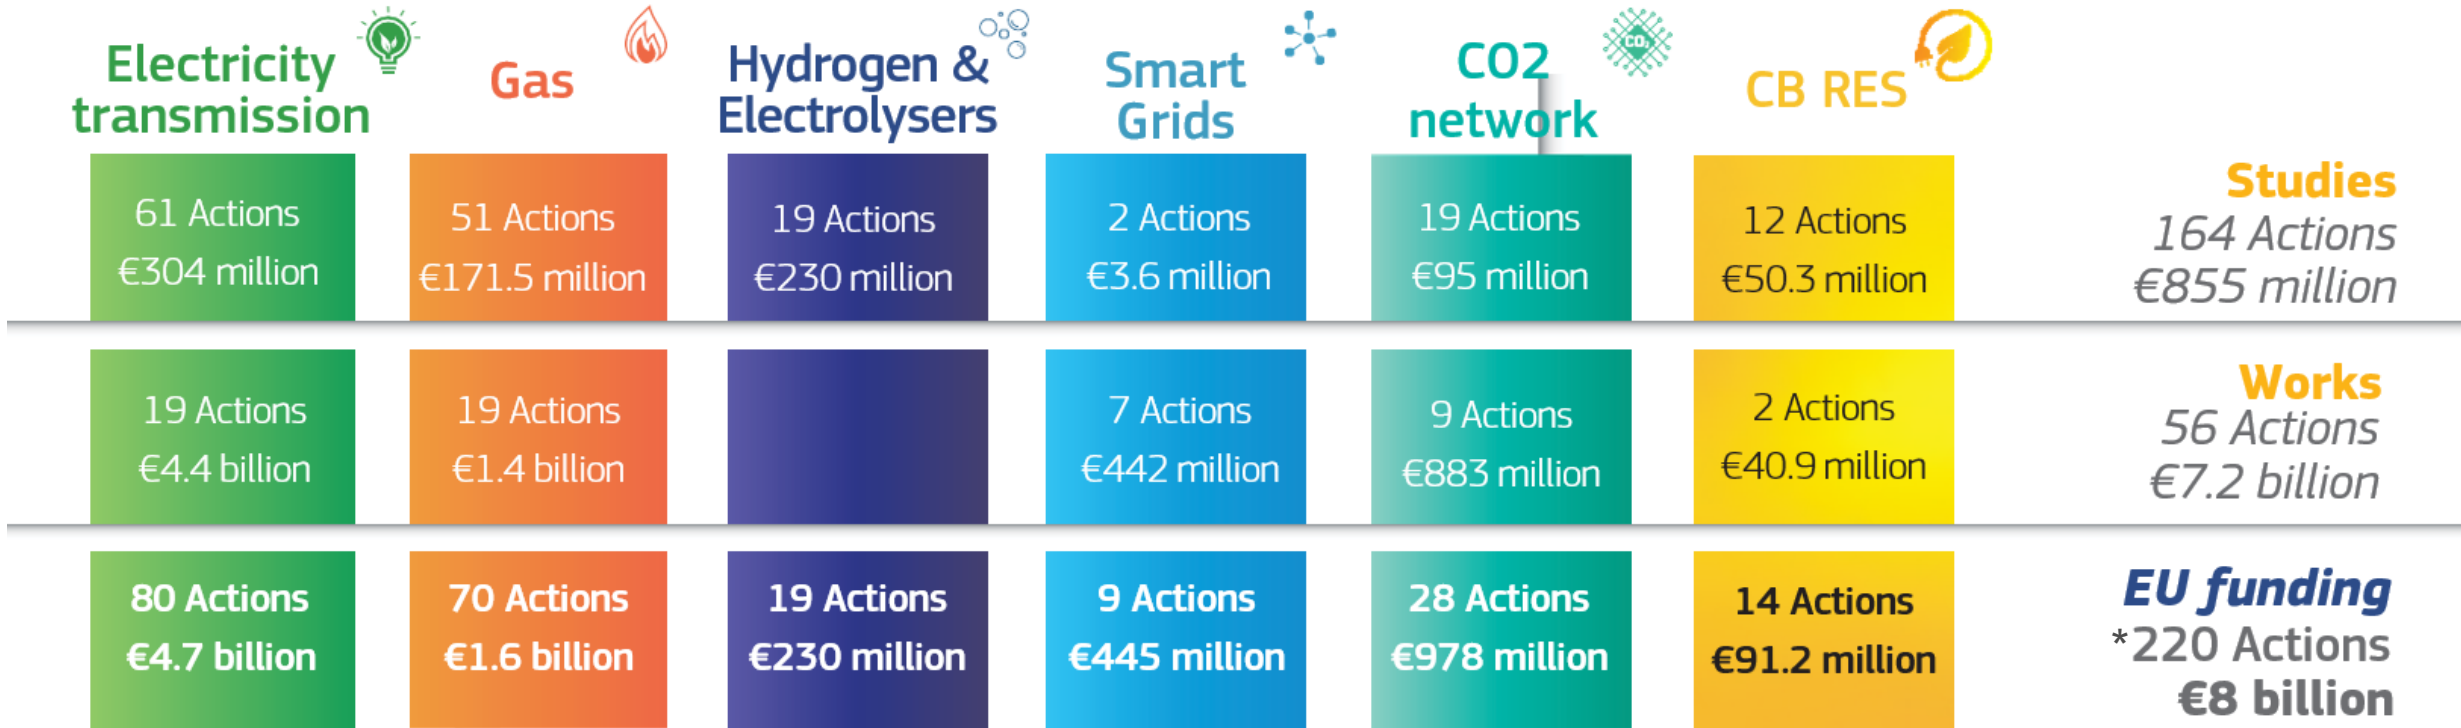 Electricity
transmission
Gas
Hydrogen &
Electrolysers
Smart
Grids
CO2
network
CO2
CB RES
61 Actions
€304 million
51 Actions
€171.5 million
19 Actions
€230 million
2 Actions
€3.6 million
19 Actions
€95 million
12 Actions
€50.3 million
Studies
164 Actions
€855 million
19 Actions
€4.4 billion
19 Actions
€1.4 billion
7 Actions
€442 million
9 Actions
€883 million
2 Actions
€40.9 million
Works
56 Actions
€7.2 billion
80 Actions
€4.7 billion
70 Actions
€1.6 billion
19 Actions
€230 million
9 Actions
€445 million
28 Actions
€978 million
14 Actions
€91.2 million
EU funding
*220 Actions
€8 billion